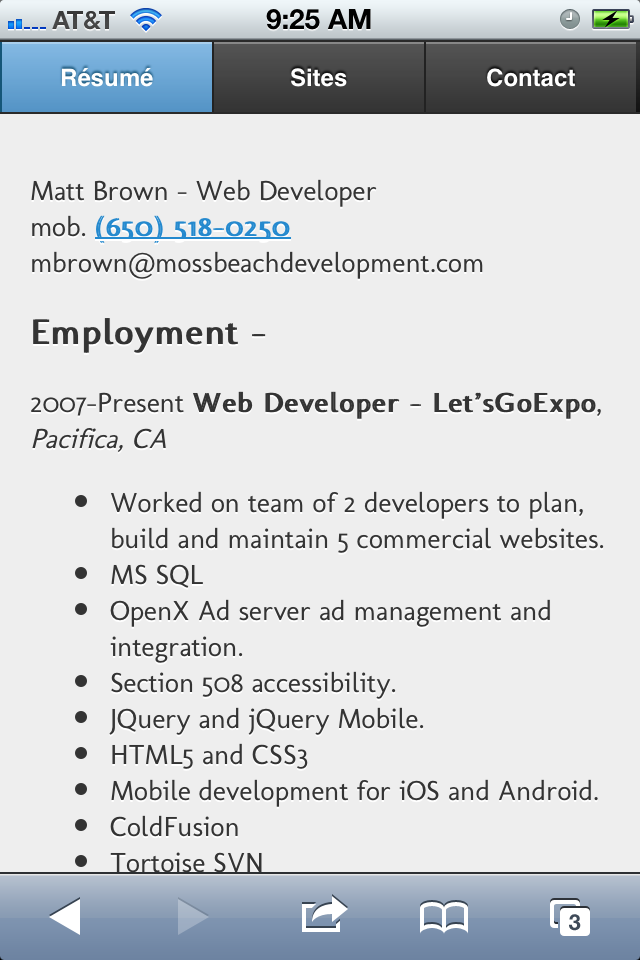 AT&T 9:25 AM
Résumé Sites Contact
Matt Brown – Web Developer
mob. (650) 518-0250
mbrown@mossbeachdevelopment.com
Employment –
2007-Present Web Developer – Let'sGoExpo,
Pacifica, CA
• Worked on team of 2 developers to plan,
build and maintain 5 commercial websites.
• MS SQL
• OpenX Ad server ad management and
integration.
• Section 508 accessibility.
• JQuery and jQuery Mobile.
• HTML5 and CSS3
• Mobile development for iOS and Android.
• ColdFusion
• Tortoise SVN
3